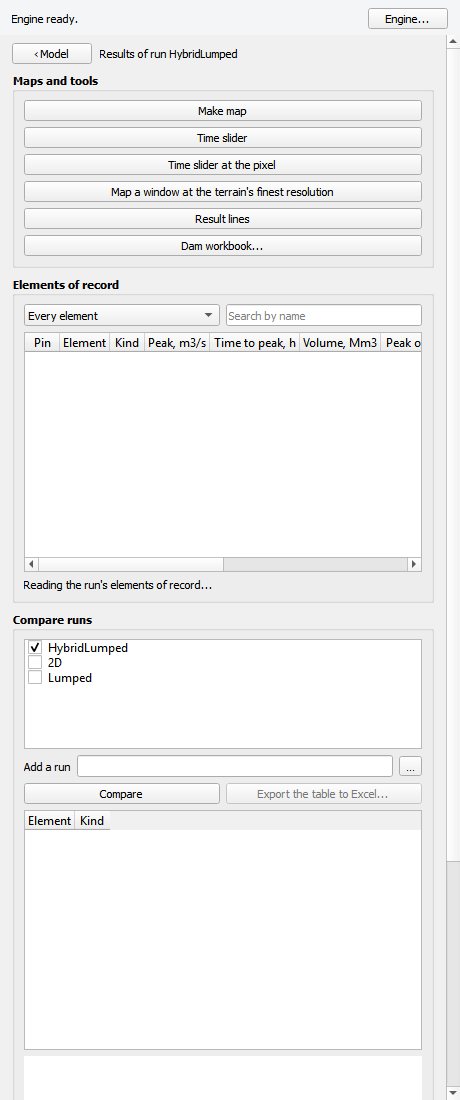 Engine ready.
Engine...
‹ Model
Results of run HybridLumped
Maps and tools
Make map
Time slider
Time slider at the pixel
Map a window at the terrain's finest resolution
Result lines
Dam workbook...
Elements of record
Every element
Search by name
Pin Element Kind Peak, m3/s Time to peak, h Volume, Mm3 Peak o
Reading the run's elements of record...
Compare runs
HybridLumped
2D
Lumped
Add a run
...
Compare
Export the table to Excel...
Element Kind